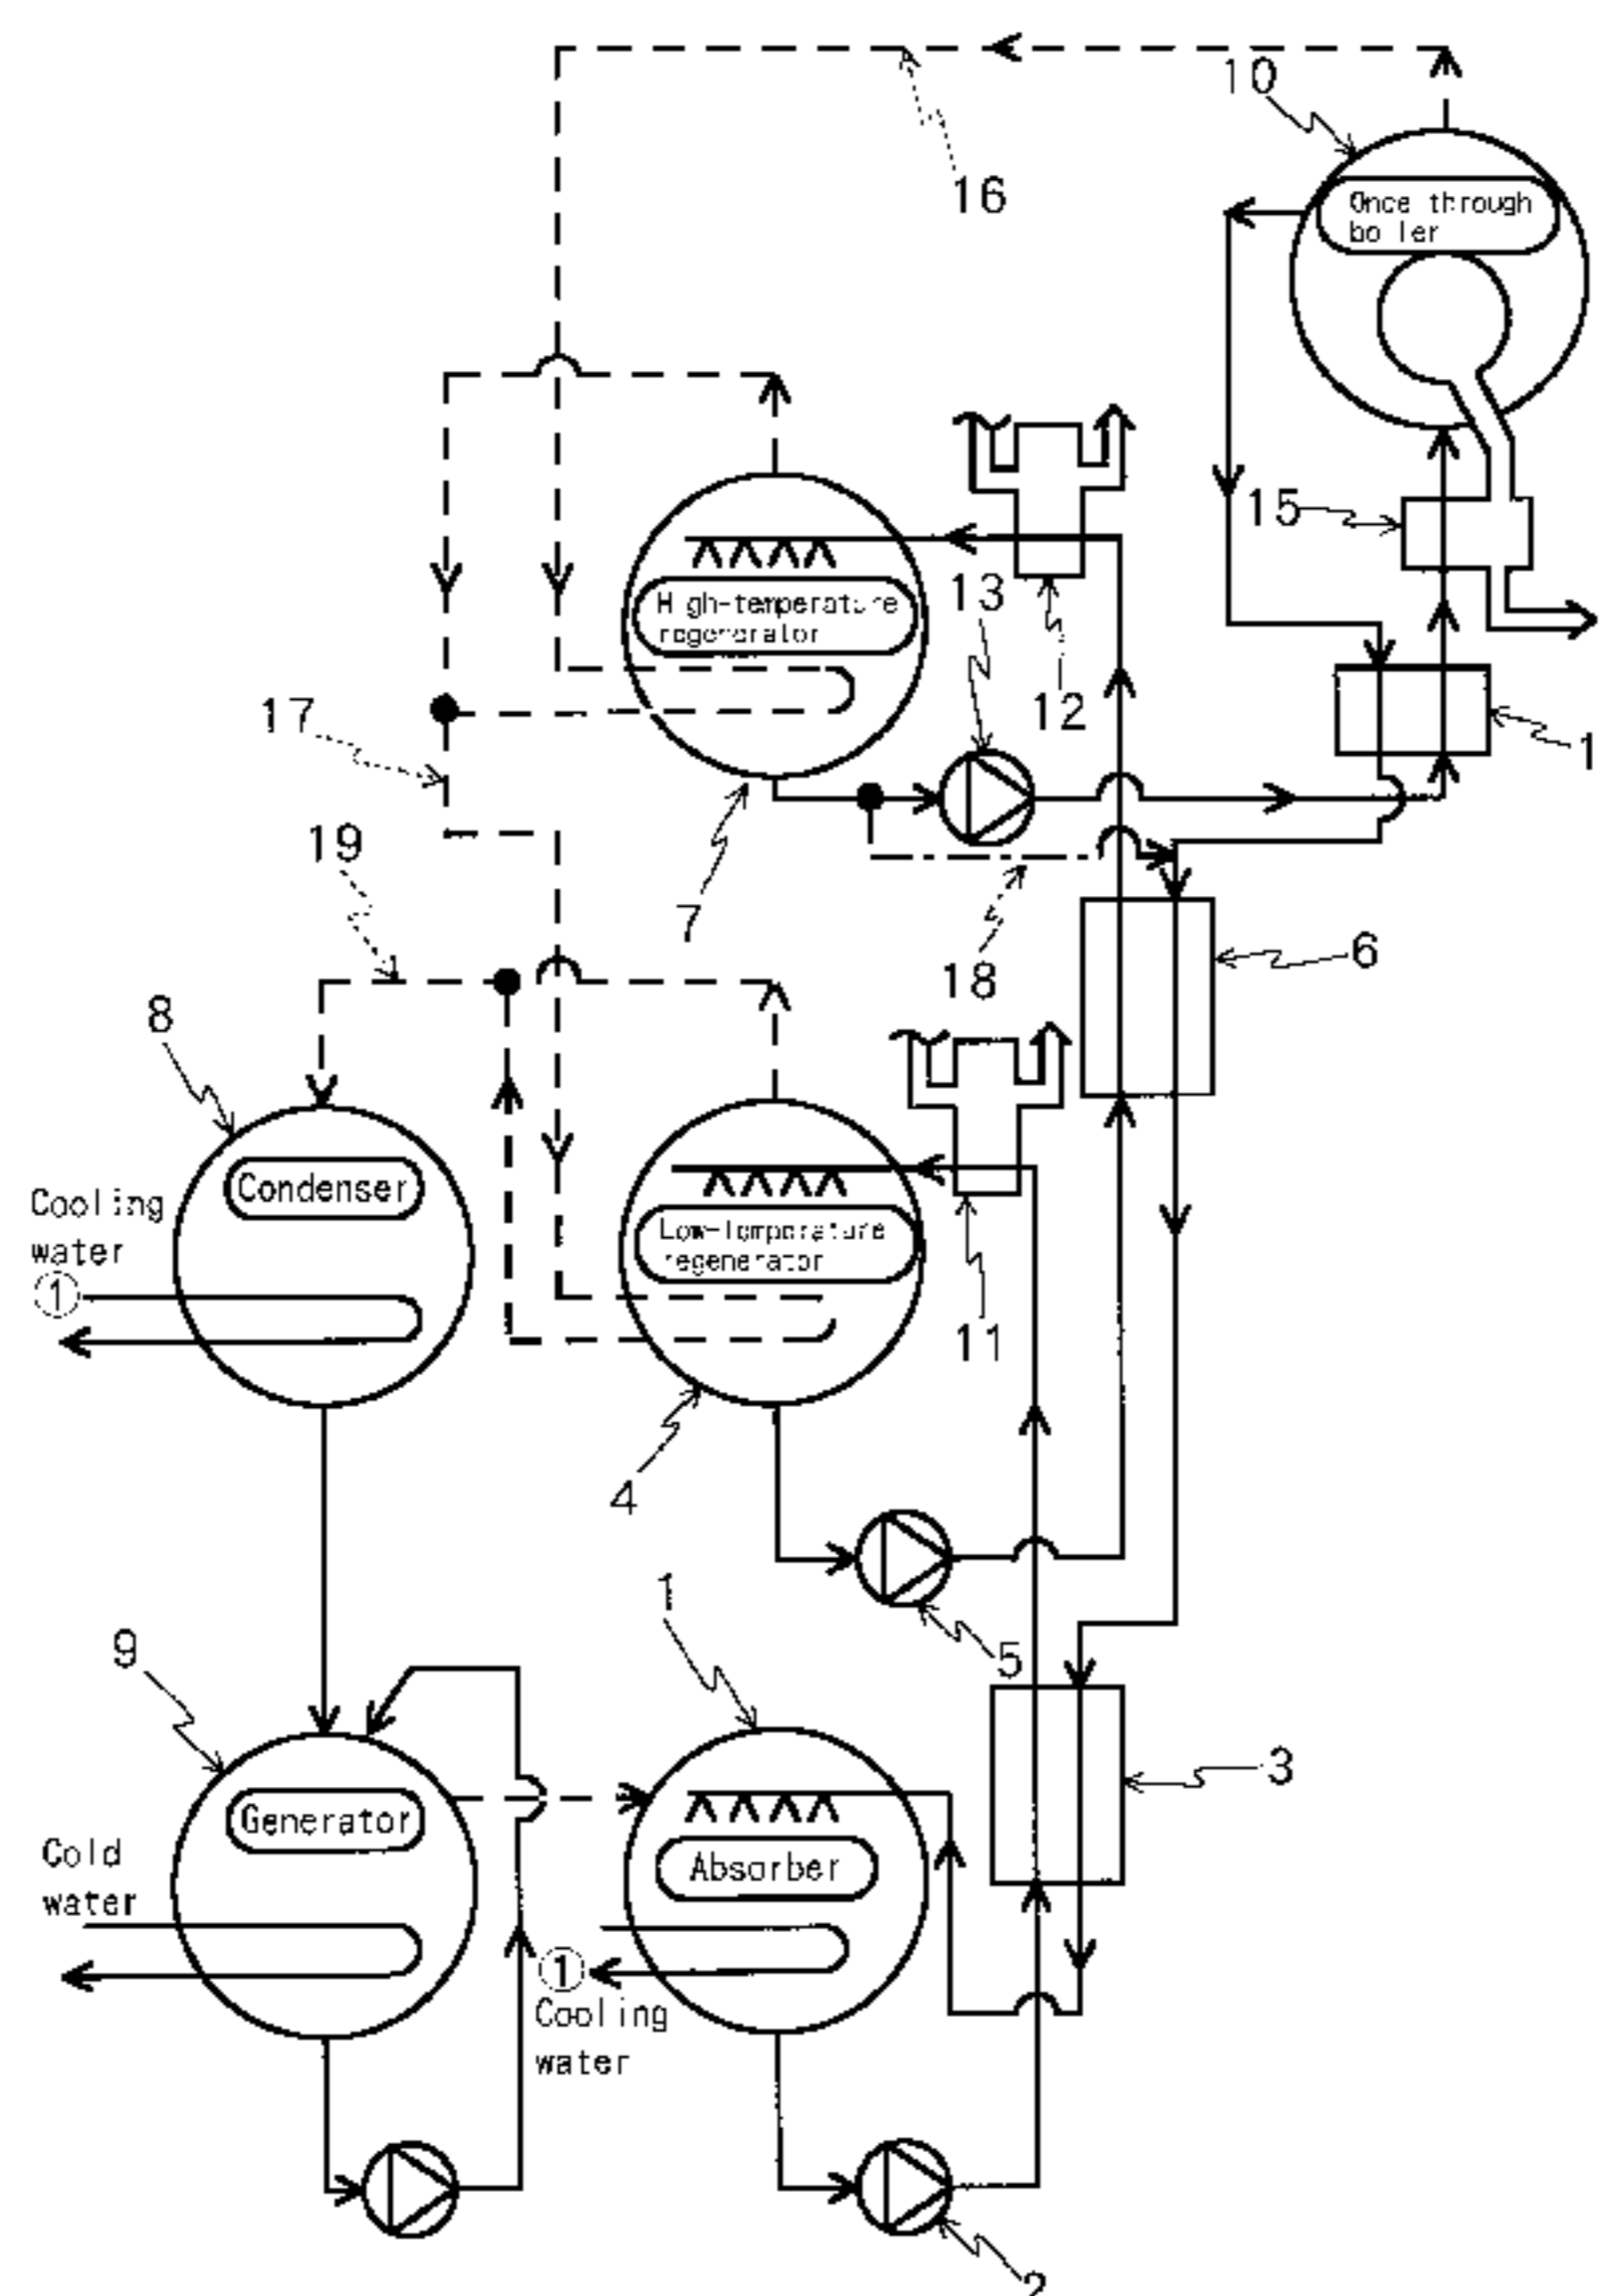 10
16
Once through
boiler
15
13
High-temperature
regenerator
12
17
1
19
7
18
6
8
Condenser
Cooling
water
①
Low-temperature
regenerator
11
4
5
1
9
3
Generator
Absorber
Cold
water
①
Cooling
water
2